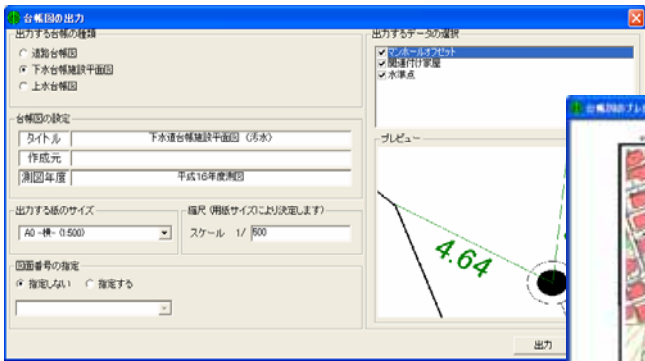 台帳図の出力
出力する台帳の種類
道路台帳図
下水台帳施設平面図
上水台帳図
台帳図の設定
タイトル 下水道台帳施設平面図 (汚水)
作成元
測図年度 平成16年度測図
出力する紙のサイズ
A0 -横- (1:500)
縮尺 (用紙サイズにより決定します)
スケール 1/ 500
図面番号の指定
指定しない 指定する
出力するデータの選択
マンホールオフセット
関連付け家屋
水準点
プレビュー
4.64
出力
台帳図のプレ